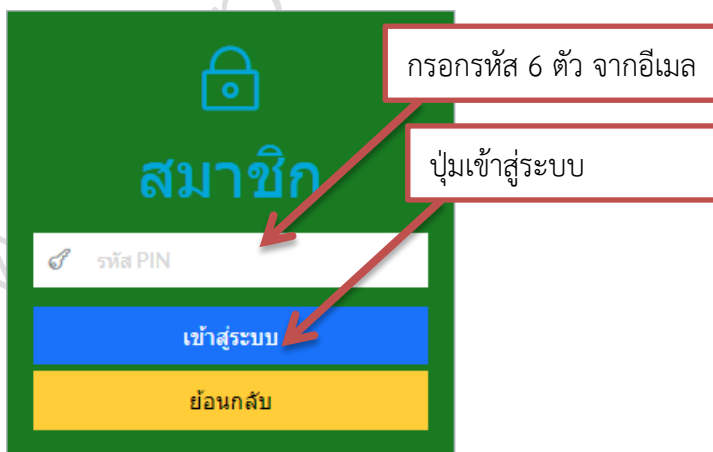 กรอกรหัส 6 ตัว จากอีเมล
ปุ่มเข้าสู่ระบบ
สมาชิก
รหัส PIN
เข้าสู่ระบบ
ย้อนกลับ